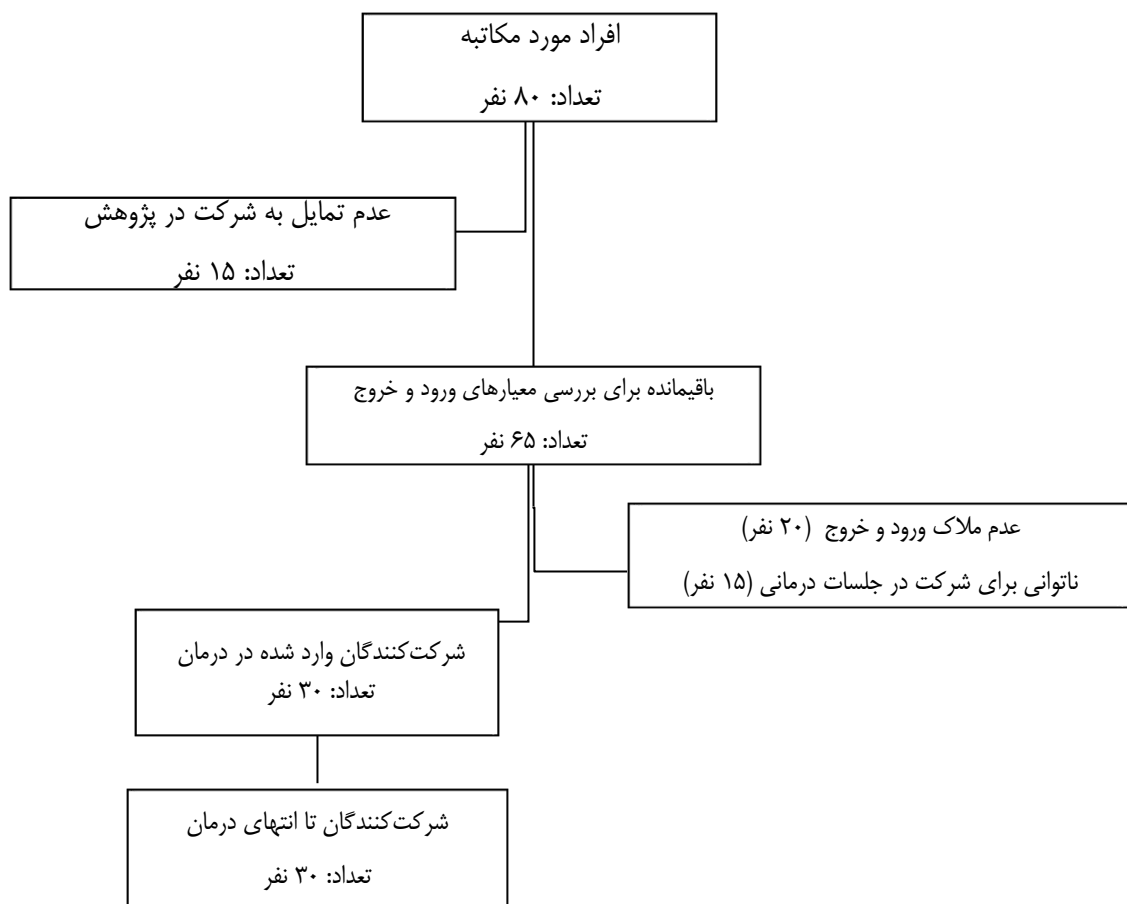 افراد مورد مکاتبه
تعداد: ۸۰ نفر
عدم تمایل به شرکت در پژوهش
تعداد: ۱۵ نفر
باقیمانده برای بررسی معیارهای ورود و خروج
تعداد: ۶۵ نفر
عدم ملاک ورود و خروج (۲۰ نفر)
ناتوانی برای شرکت در جلسات درمانی (۱۵ نفر)
شرکت‌کنندگان وارد شده در درمان
تعداد: ۳۰ نفر
شرکت‌کنندگان تا انتهای درمان
تعداد: ۳۰ نفر